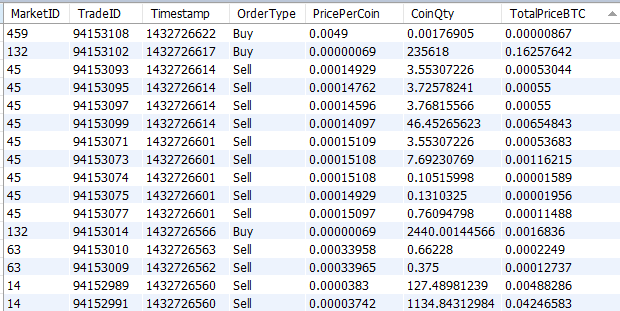 MarketID TradeID Timestamp OrderType PricePerCoin CoinQty TotalPriceBTC
459 94153108 1432726622 Buy 0.0049 0.00176905 0.00000867
132 94153102 1432726617 Buy 0.00000069 235618 0.16257642
45 94153093 1432726614 Sell 0.00014929 3.55307226 0.00053044
45 94153095 1432726614 Sell 0.00014762 3.72578241 0.00055
45 94153097 1432726614 Sell 0.00014596 3.76815566 0.00055
45 94153099 1432726614 Sell 0.00014097 46.45265623 0.00654843
45 94153071 1432726601 Sell 0.00015109 3.55307226 0.00053683
45 94153073 1432726601 Sell 0.00015108 7.69230769 0.00116215
45 94153074 1432726601 Sell 0.00015108 0.10515998 0.00001589
45 94153075 1432726601 Sell 0.00014929 0.1310325 0.00001956
45 94153077 1432726601 Sell 0.00015097 0.76094798 0.00011488
132 94153014 1432726566 Buy 0.00000069 2440.00144566 0.0016836
63 94153010 1432726563 Sell 0.00033958 0.66228 0.0002249
63 94153009 1432726562 Sell 0.00033965 0.375 0.00012737
14 94152989 1432726560 Sell 0.0000383 127.48981239 0.00488286
14 94152991 1432726560 Sell 0.00003742 1134.84312984 0.04246583